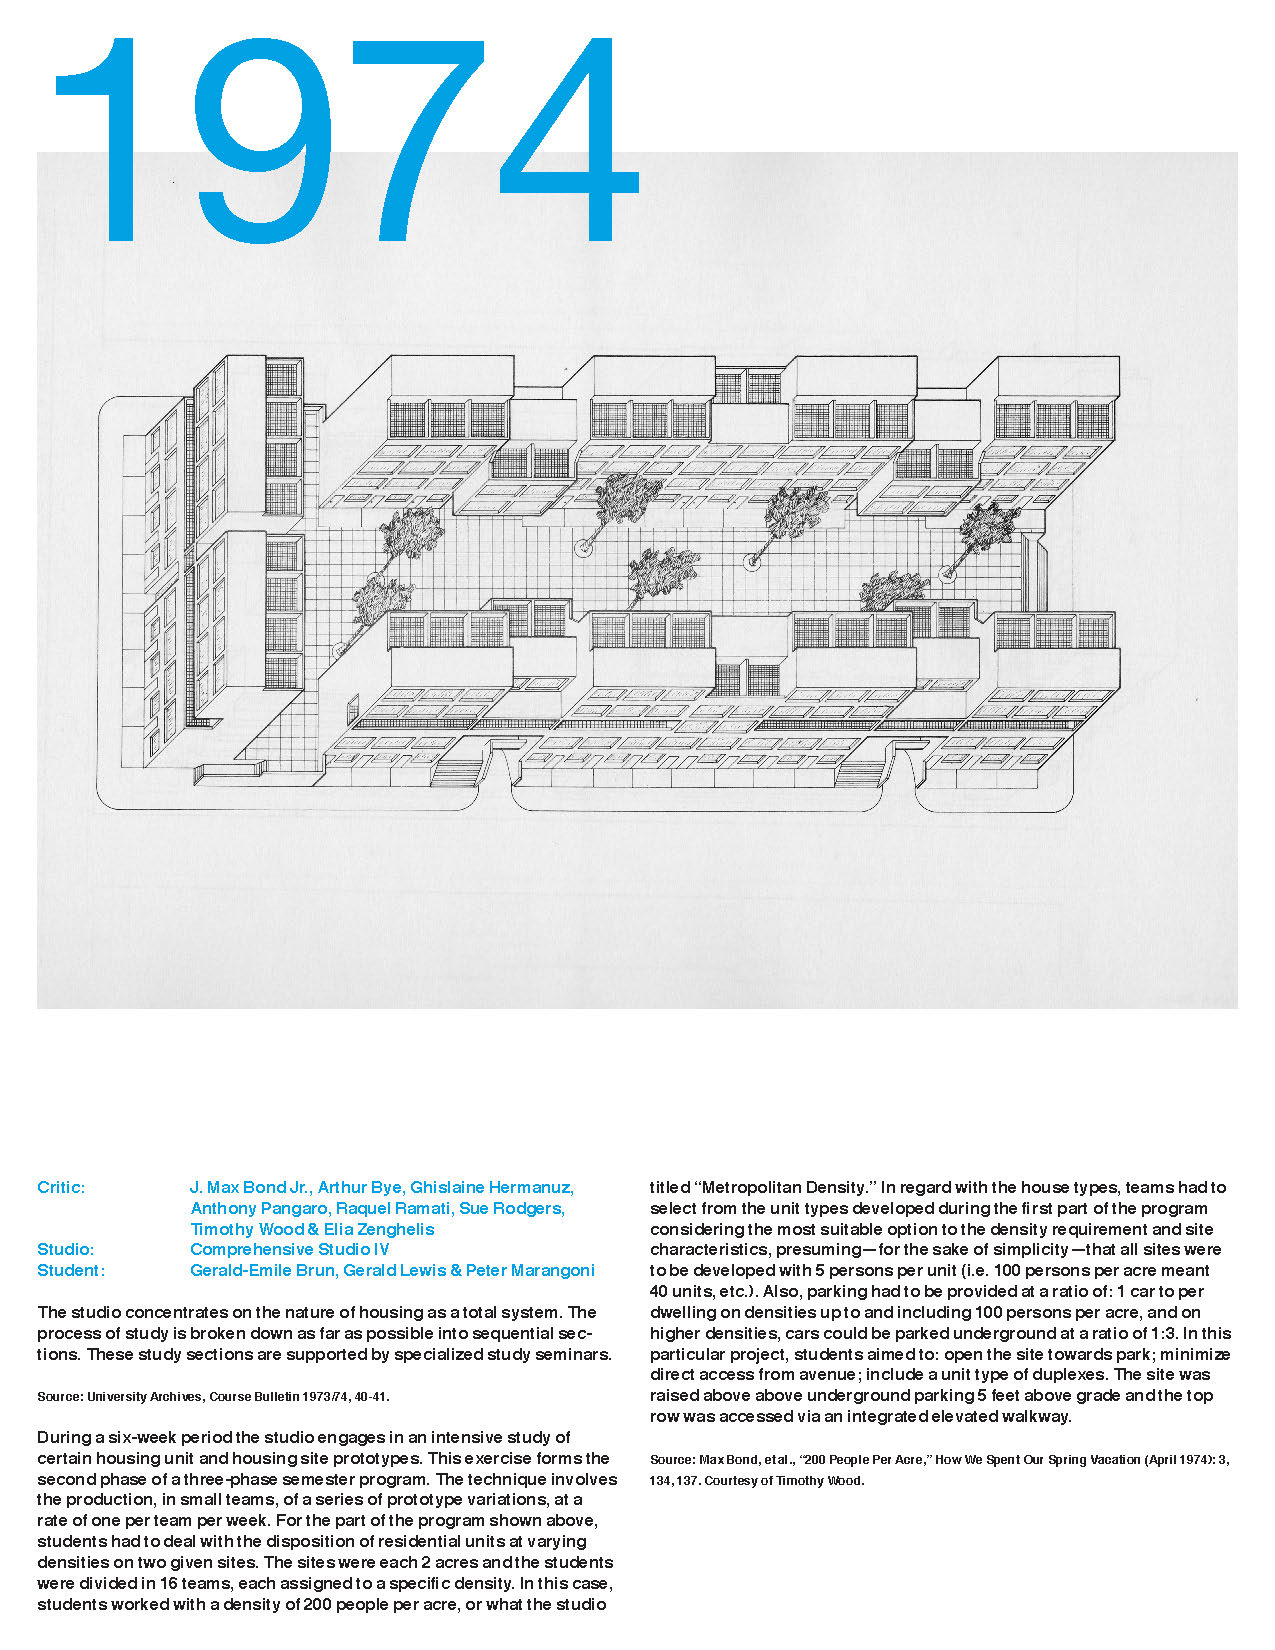 1974
Critic: J. Max Bond Jr., Arthur Bye, Ghislaine Hermanuz,
Anthony Pangaro, Raquel Ramati, Sue Rodgers,
Timothy Wood & Elia Zenghelis
Studio: Comprehensive Studio IV
Student: Gerald-Emile Brun, Gerald Lewis & Peter Marangoni
The studio concentrates on the nature of housing as a total system. The
process of study is broken down as far as possible into sequential sec-
tions. These study sections are supported by specialized study seminars.
Source: University Archives, Course Bulletin 1973/74, 40-41.
During a six-week period the studio engages in an intensive study of
certain housing unit and housing site prototypes. This exercise forms the
second phase of a three-phase semester program. The technique involves
the production, in small teams, of a series of prototype variations, at a
rate of one per team per week. For the part of the program shown above,
students had to deal with the disposition of residential units at varying
densities on two given sites. The sites were each 2 acres and the students
were divided in 16 teams, each assigned to a specific density. In this case,
students worked with a density of 200 people per acre, or what the studio
titled “Metropolitan Density.” In regard with the house types, teams had to
select from the unit types developed during the first part of the program
considering the most suitable option to the density requirement and site
characteristics, presuming—for the sake of simplicity—that all sites were
to be developed with 5 persons per unit (i.e. 100 persons per acre meant
40 units, etc.). Also, parking had to be provided at a ratio of: 1 car to per
dwelling on densities up to and including 100 persons per acre, and on
higher densities, cars could be parked underground at a ratio of 1:3. In this
particular project, students aimed to: open the site towards park; minimize
direct access from avenue; include a unit type of duplexes. The site was
raised above above underground parking 5 feet above grade and the top
row was accessed via an integrated elevated walkway.
Source: Max Bond, et al., “200 People Per Acre,” How We Spent Our Spring Vacation (April 1974): 3,
134, 137. Courtesy of Timothy Wood.